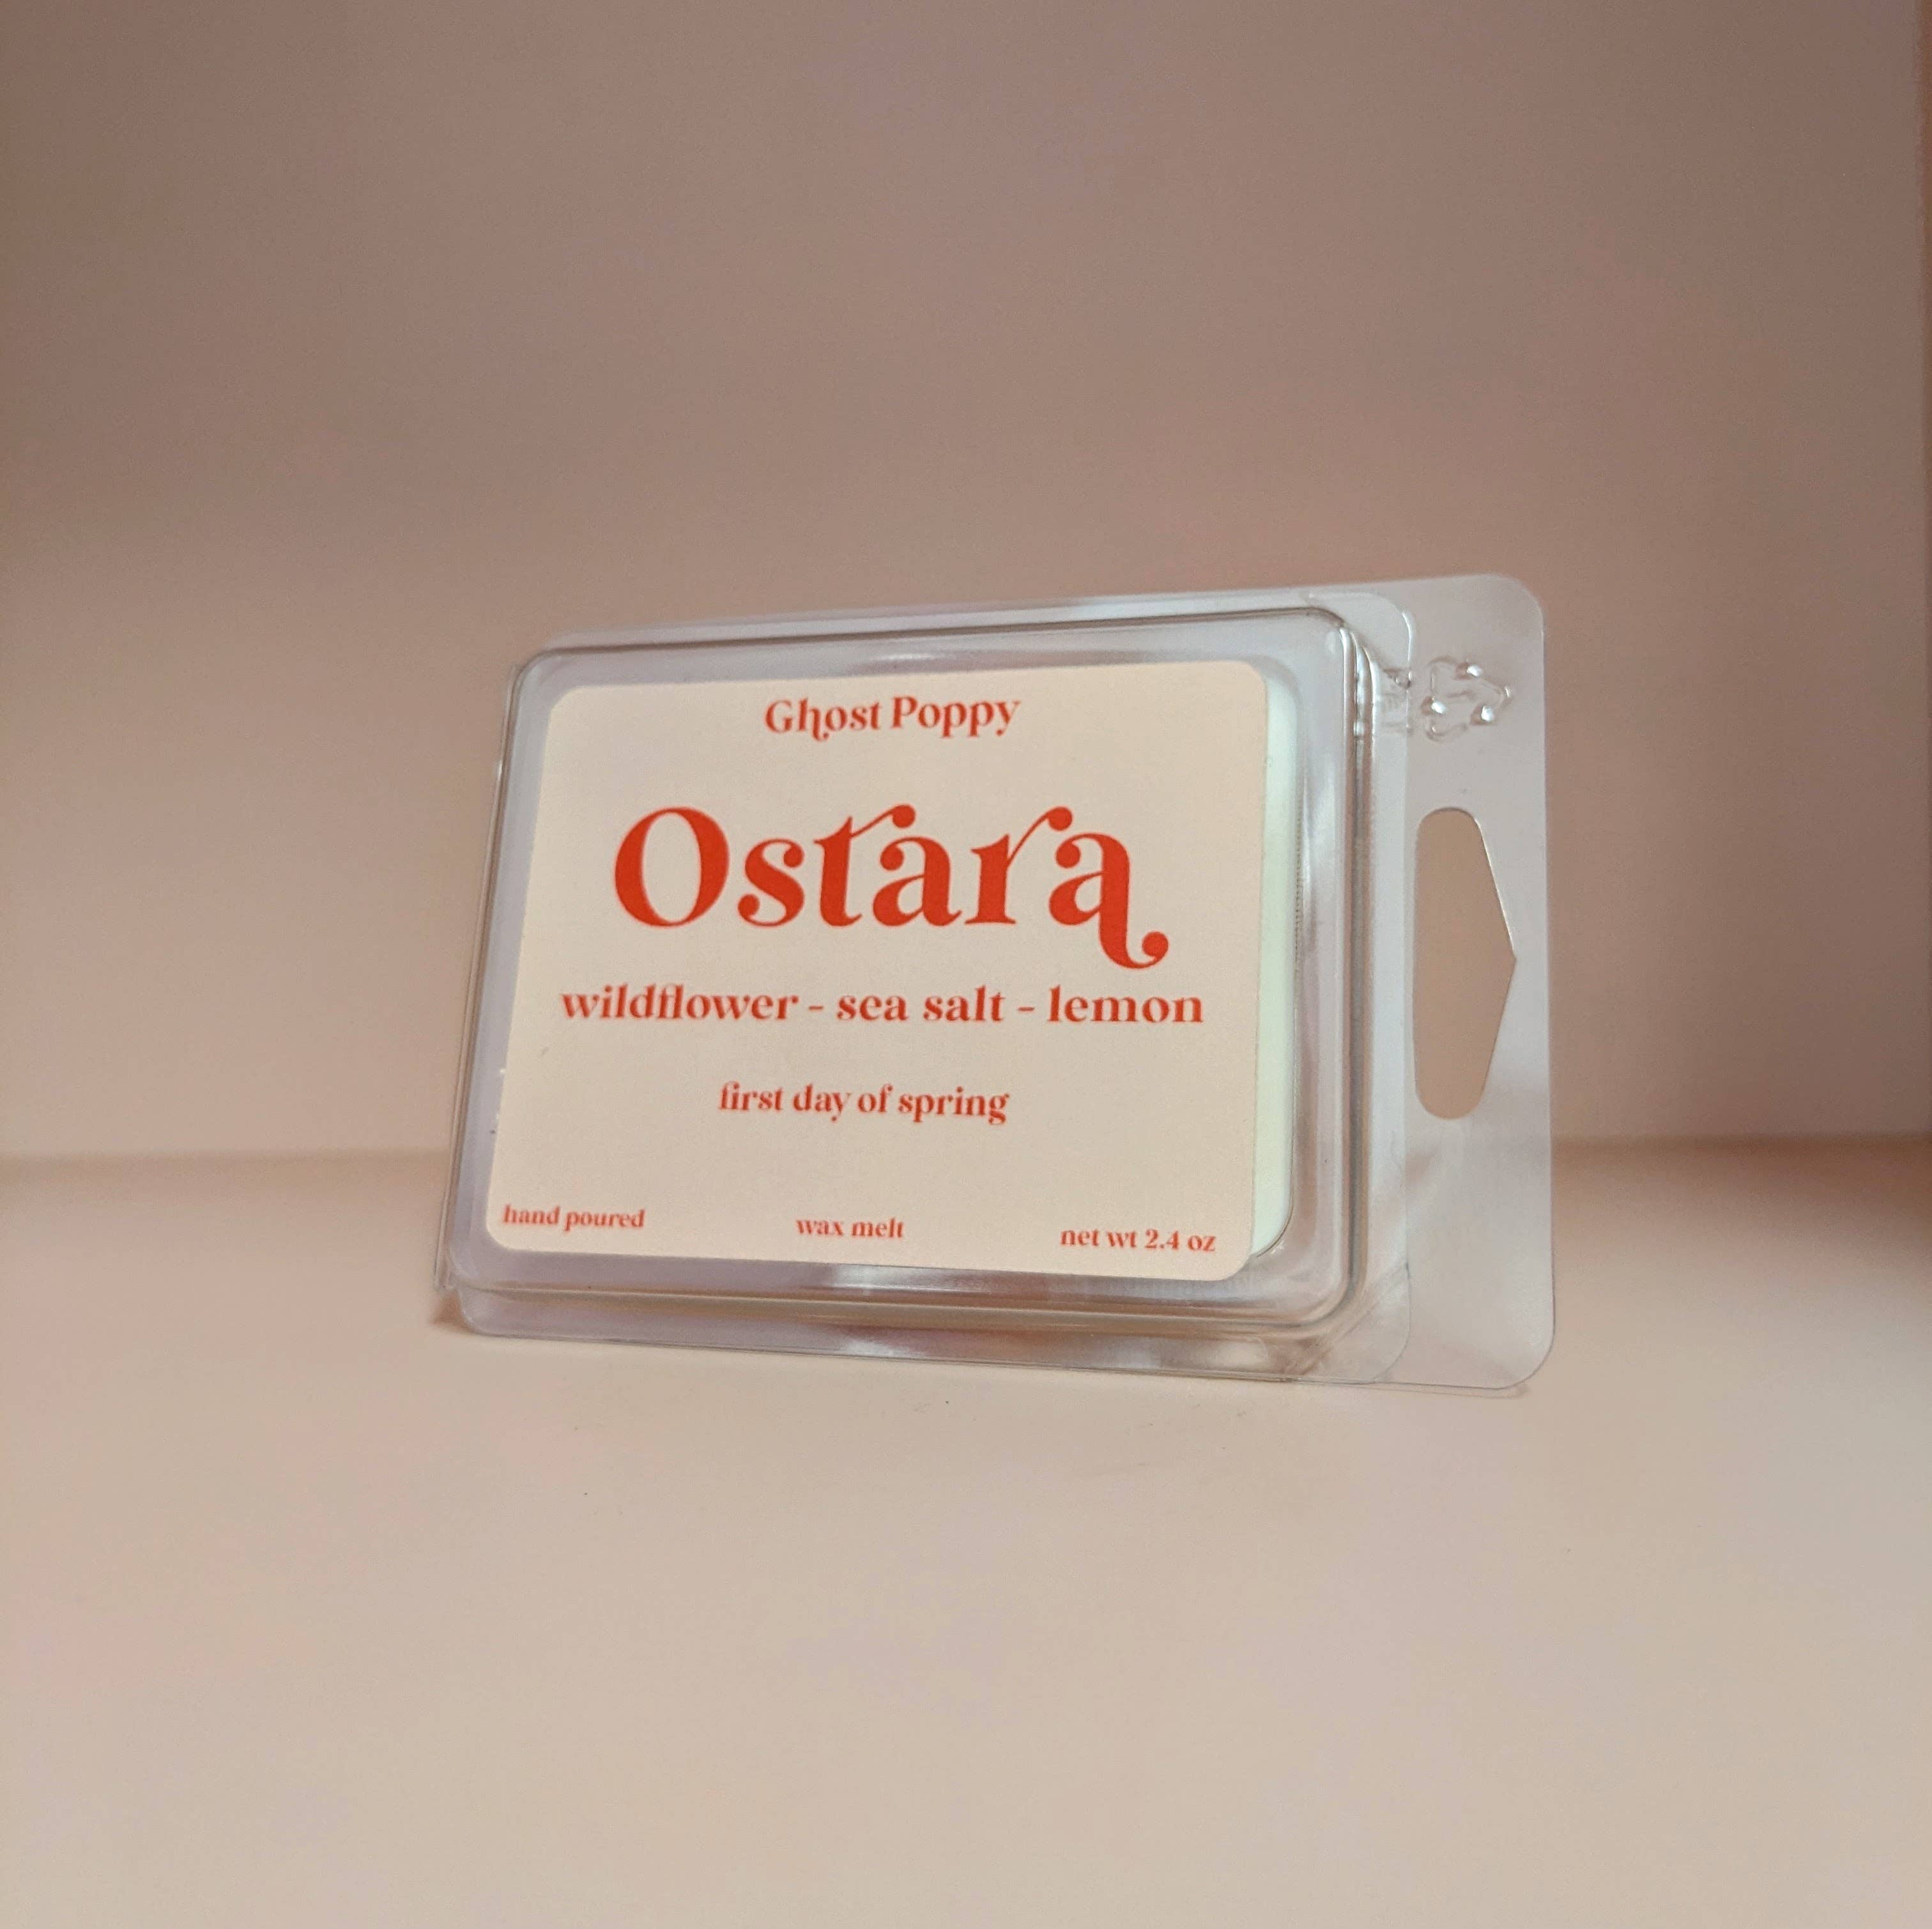 Ghost Poppy
Ostara
wildflower - sea salt - lemon
first day of spring
hand poured
wax melt
net wt 2.4 oz